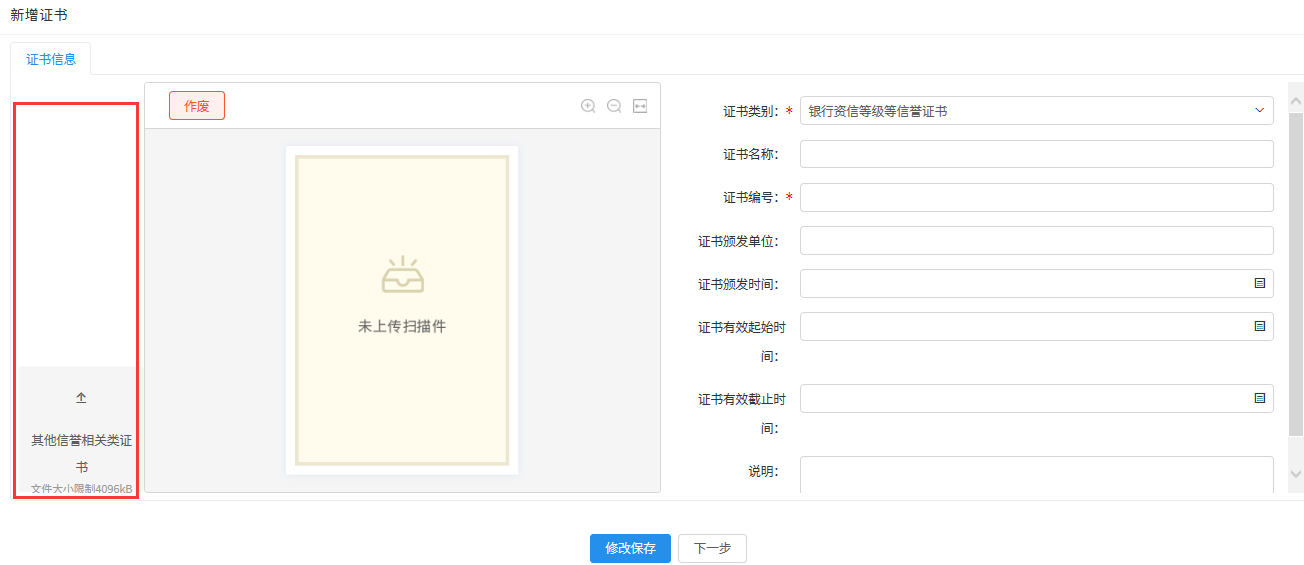 新增证书
证书信息
作废
未上传扫描件
其他信誉相关类证
书
文件大小限制4096kB
证书类别：*
银行资信等级等信誉证书
证书名称：
证书编号：*
证书颁发单位：
证书颁发时间：
证书有效起始时
间：
证书有效截止时
间：
说明：
修改保存
下一步